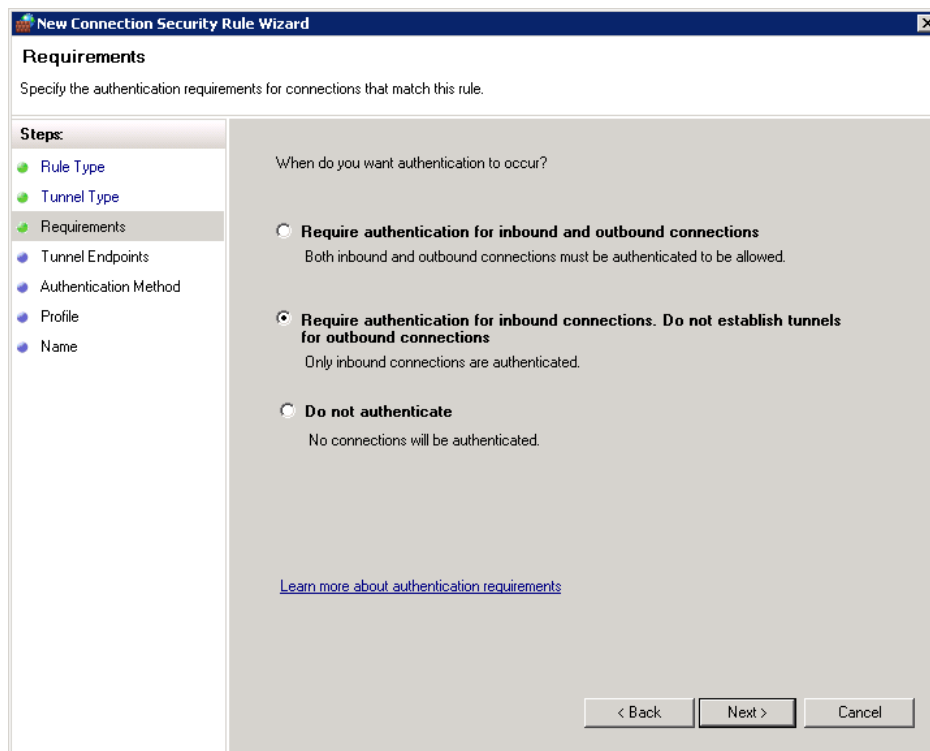 New Connection Security Rule Wizard
Requirements
Specify the authentication requirements for connections that match this rule.
Steps:
Rule Type
Tunnel Type
Requirements
Tunnel Endpoints
Authentication Method
Profile
Name
When do you want authentication to occur?
Require authentication for inbound and outbound connections
Both inbound and outbound connections must be authenticated to be allowed.
Require authentication for inbound connections. Do not establish tunnels
for outbound connections
Only inbound connections are authenticated.
Do not authenticate
No connections will be authenticated.
Learn more about authentication requirements
< Back
Next >
Cancel